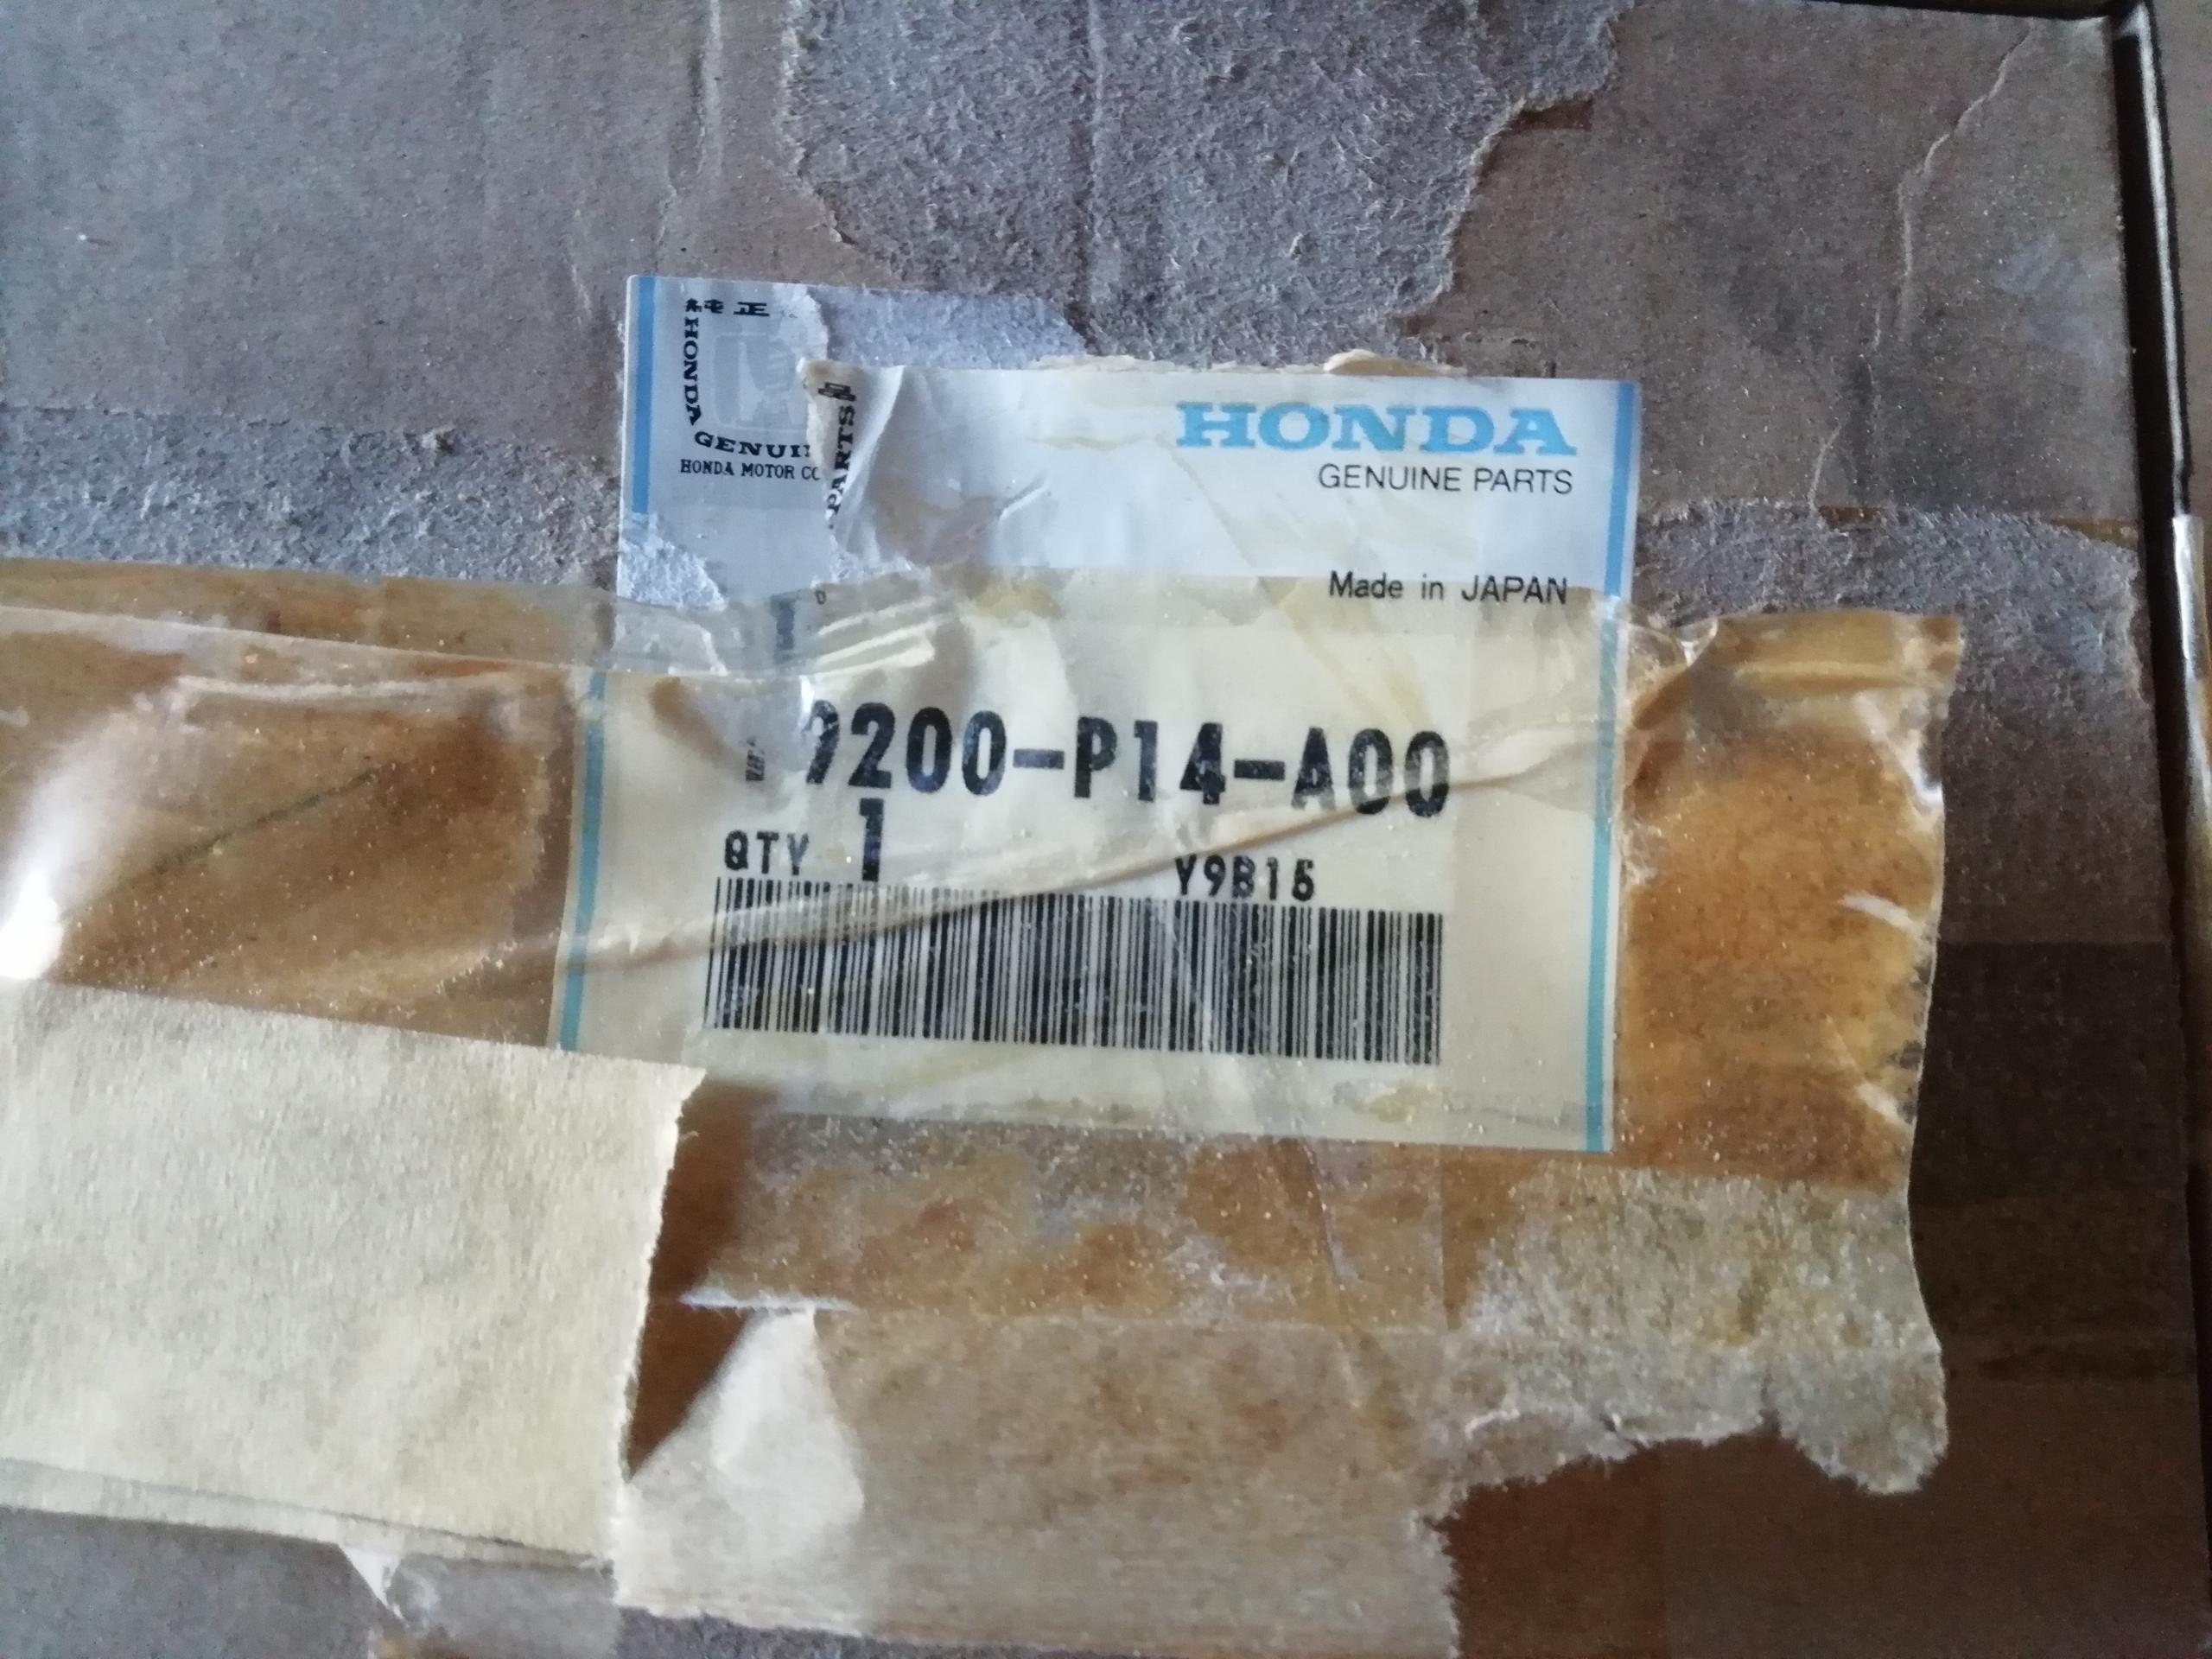 純正
HONDA
GENUI
PARTS
HONDA MOTOR CO
HONDA
GENUINE PARTS
Made in JAPAN
9200-P14-A00
QTY 1
Y9B15